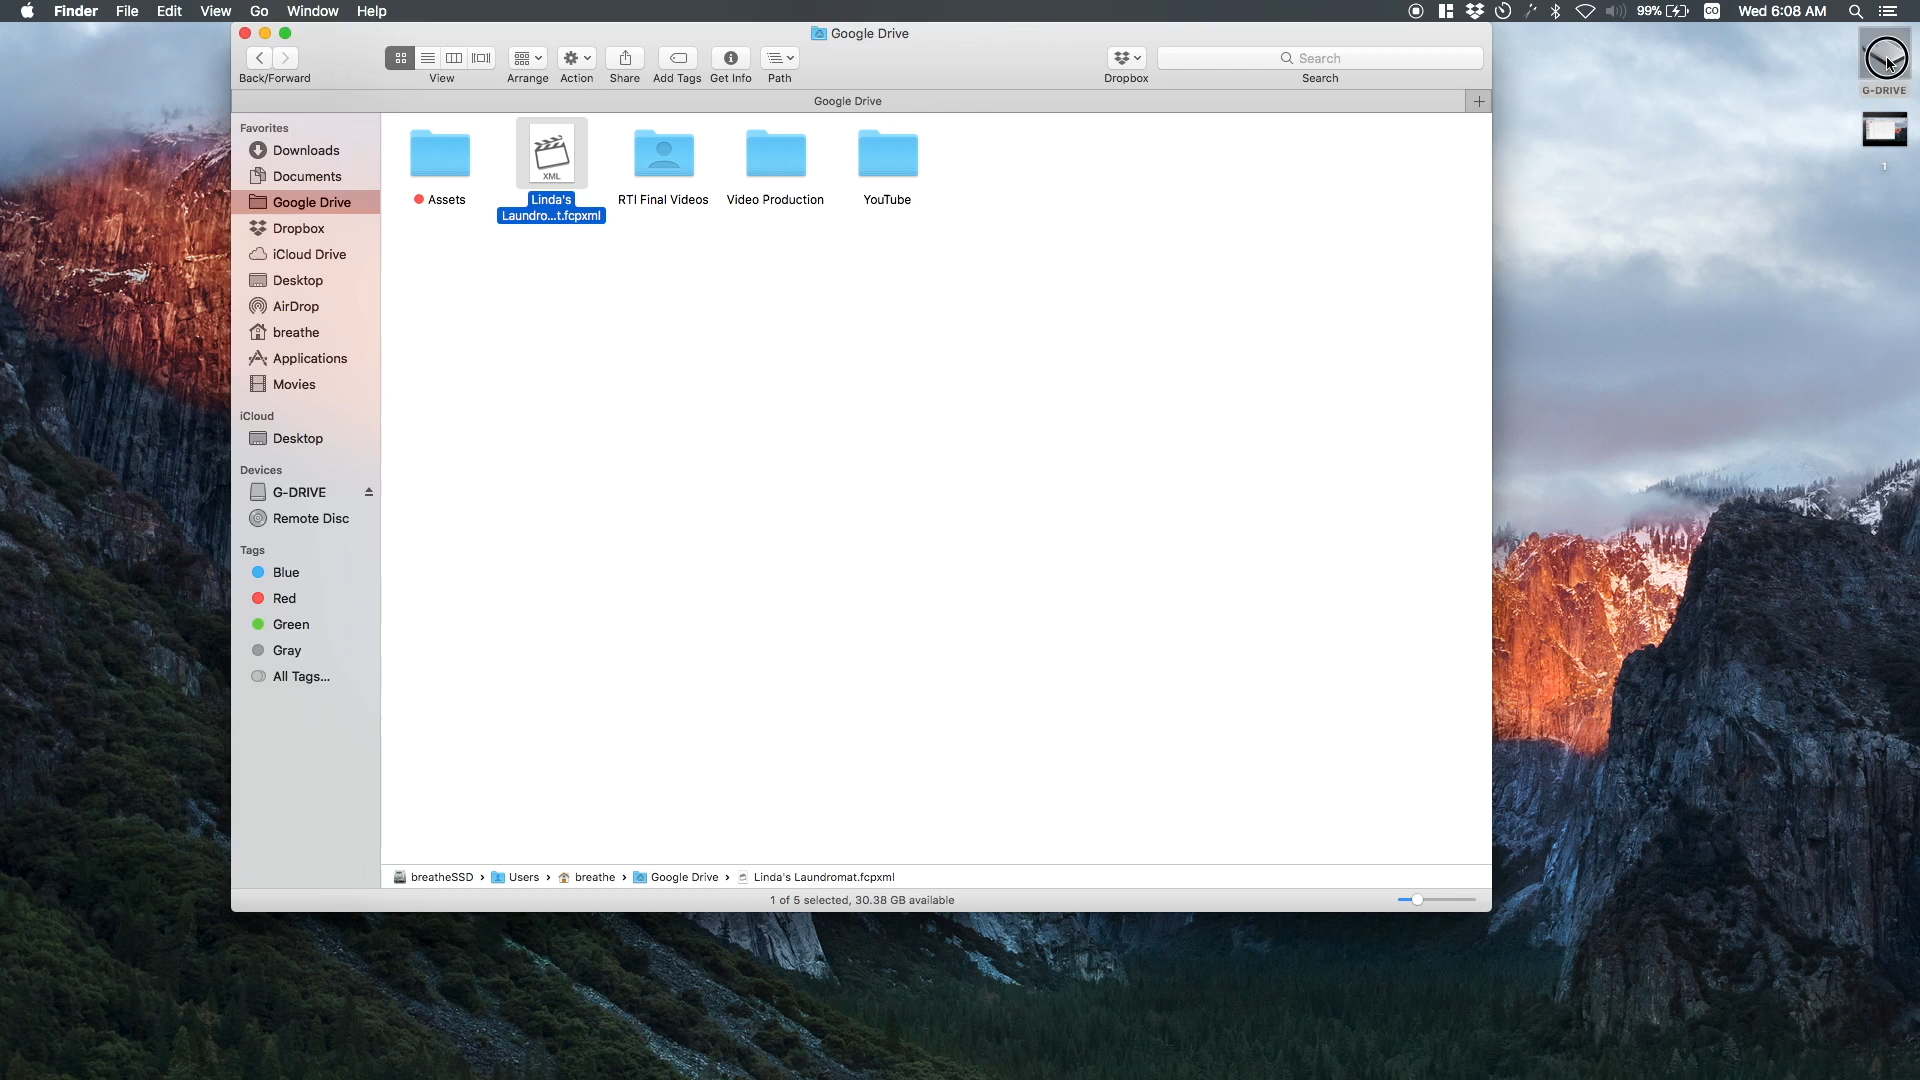 Finder File Edit View Go Window Help
99% CO Wed 6:08 AM
Google Drive
Back/Forward View Arrange Action Share Add Tags Get Info Path Dropbox Search
Search
Google Drive
G-DRIVE
1
Favorites
Downloads
Documents
Google Drive
Dropbox
iCloud Drive
Desktop
AirDrop
breathe
Applications
Movies
iCloud
Desktop
Devices
G-DRIVE
Remote Disc
Tags
Blue
Red
Green
Gray
All Tags...
XML
Assets
Linda's
Laundro...t.fcpxml
RTI Final Videos
Video Production
YouTube
breatheSSD › Users › breathe › Google Drive › Linda's Laundromat.fcpxml
1 of 5 selected, 30.38 GB available